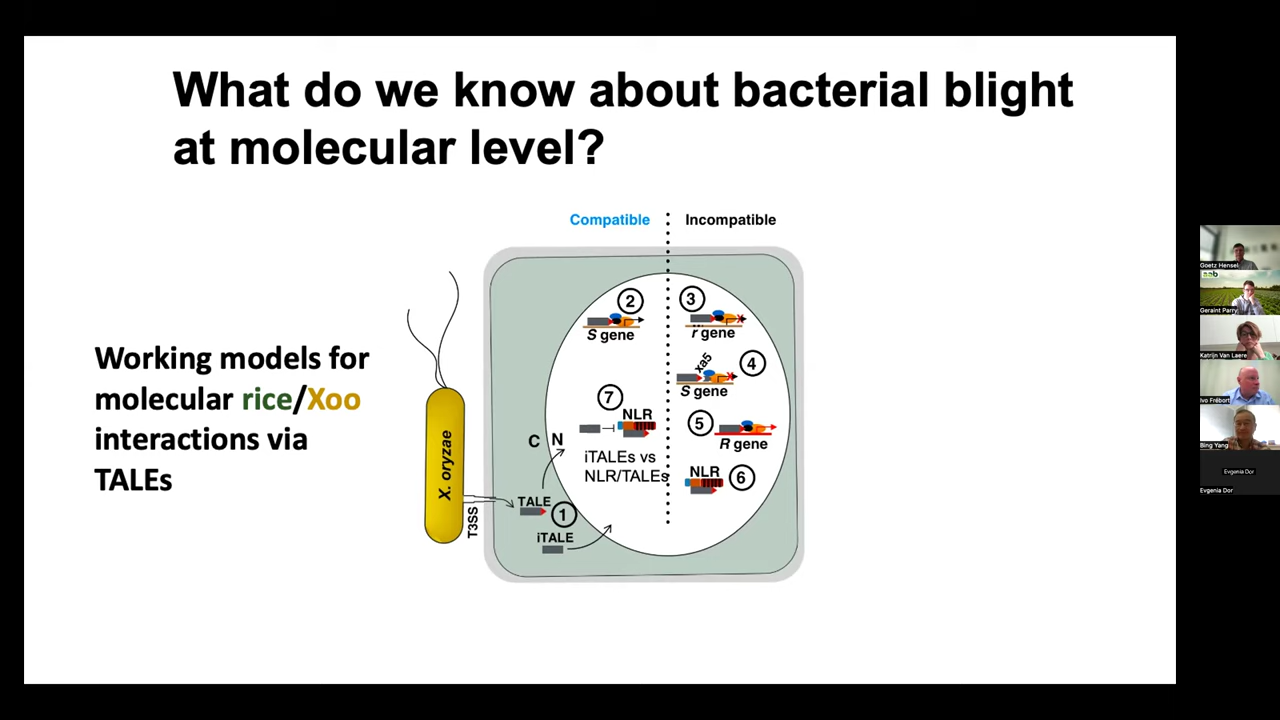 What do we know about bacterial blight
at molecular level?
Compatible
Incompatible
Working models for
molecular rice/Xoo
interactions via
TALEs
X. oryzae
T3SS
C
N
TALE
1
iTALE
2
S gene
7
NLR
iTALEs vs
NLR/TALEs
3
r gene
xa5
4
S gene
5
R gene
NLR
6
Goetz Hensel
Geraint Parry
Katrijn Van Laere
Ivo Frébort
Bing Yang
Evgenia Dor
Evgenia Dor